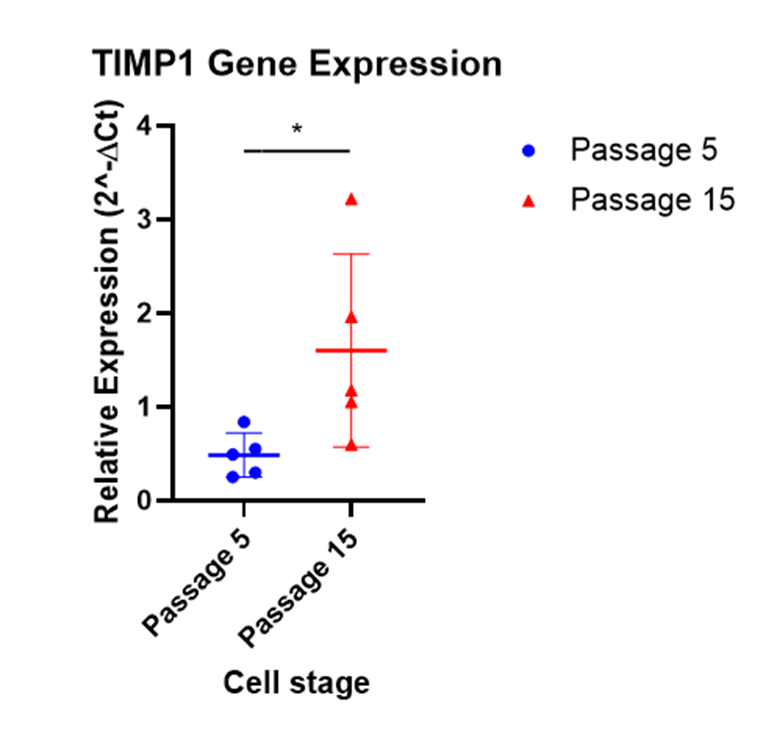 TIMP1 Gene Expression
Relative Expression (2^-ΔCt)
4
3
2
1
0
*
Passage 5
Passage 15
Passage 5
Passage 15
Cell stage